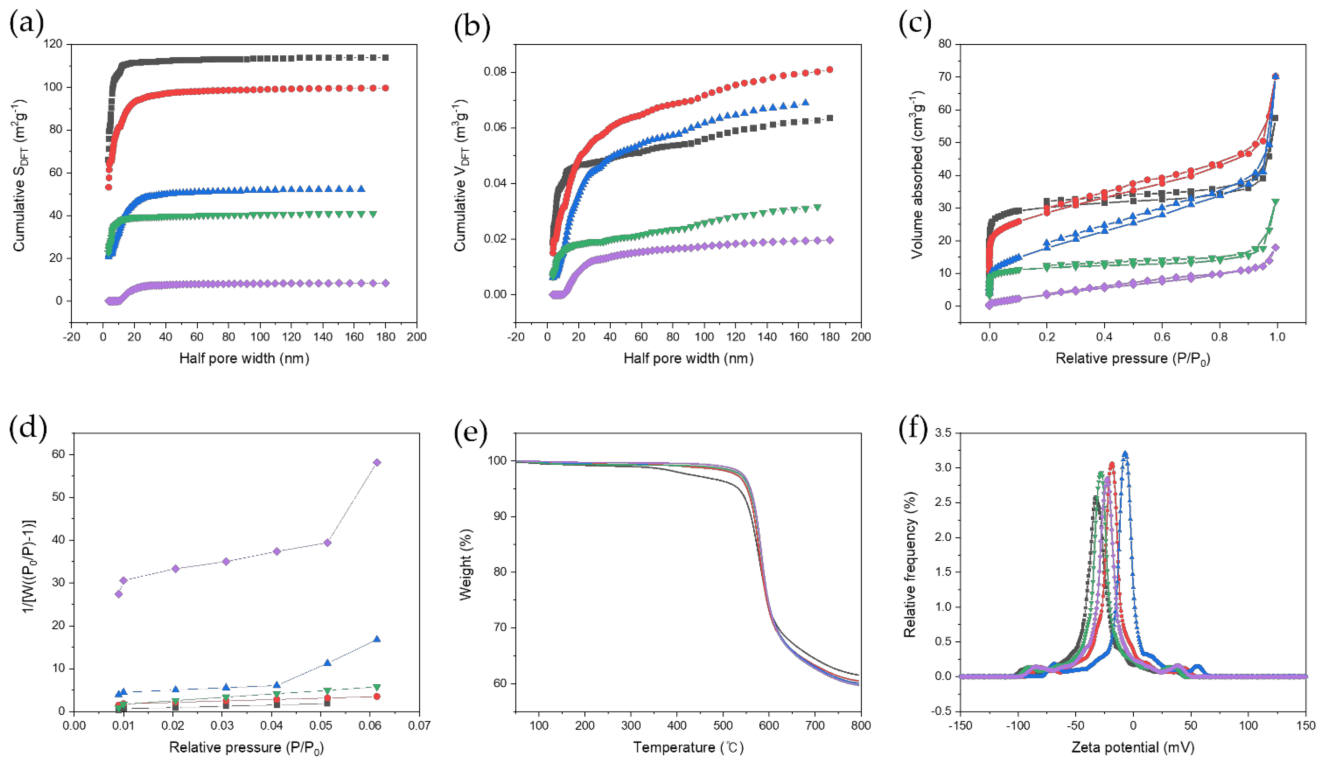 (a)
120
100
80
60
40
20
0
-20 0 20 40 60 80 100 120 140 160 180 200
Cumulative S_DFT (m²g⁻¹)
Half pore width (nm)
(b)
0.08
0.06
0.04
0.02
0.00
-20 0 20 40 60 80 100 120 140 160 180 200
Cumulative V_DFT (m³g⁻¹)
Half pore width (nm)
(c)
80
70
60
50
40
30
20
10
0
0.0 0.2 0.4 0.6 0.8 1.0
Volume absorbed (cm³g⁻¹)
Relative pressure (P/P₀)
(d)
60
50
40
30
20
10
0
0.00 0.01 0.02 0.03 0.04 0.05 0.06 0.07
1/[W((P₀/P)-1)]
Relative pressure (P/P₀)
(e)
100
90
80
70
60
100 200 300 400 500 600 700 800
Weight (%)
Temperature (℃)
(f)
3.5
3.0
2.5
2.0
1.5
1.0
0.5
0.0
-0.5
-150 -100 -50 0 50 100 150
Relative frequency (%)
Zeta potential (mV)